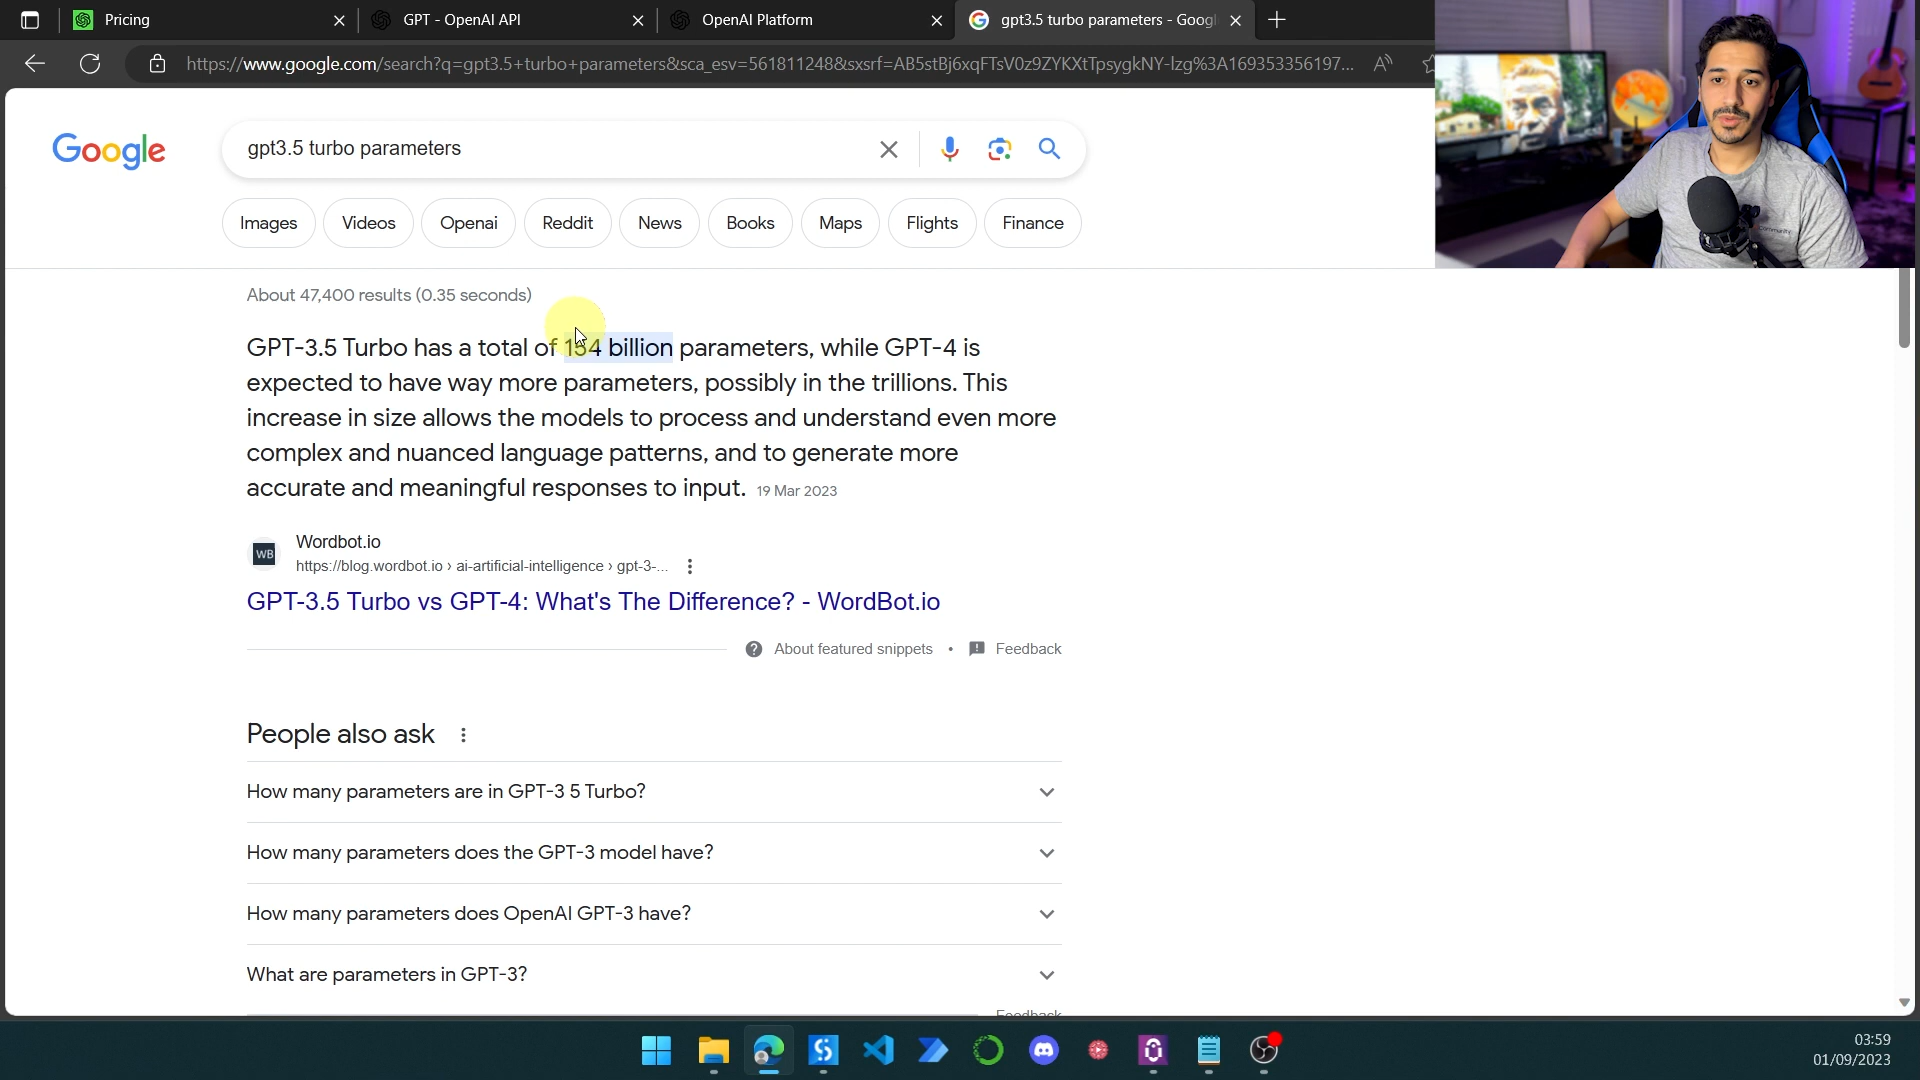 Pricing
GPT - OpenAI API
OpenAI Platform
gpt3.5 turbo parameters - Googl
https://www.google.com/search?q=gpt3.5+turbo+parameters&sca_esv=561811248&sxsrf=AB5stBj6xqFTsV0z9ZYKXtTpsygkNY-lzg%3A169353356197...
Google
gpt3.5 turbo parameters
Images
Videos
Openai
Reddit
News
Books
Maps
Flights
Finance
About 47,400 results (0.35 seconds)
GPT-3.5 Turbo has a total of 154 billion parameters, while GPT-4 is
expected to have way more parameters, possibly in the trillions. This
increase in size allows the models to process and understand even more
complex and nuanced language patterns, and to generate more
accurate and meaningful responses to input. 19 Mar 2023
WB
Wordbot.io
https://blog.wordbot.io › ai-artificial-intelligence › gpt-3-...
GPT-3.5 Turbo vs GPT-4: What's The Difference? - WordBot.io
About featured snippets • Feedback
People also ask
How many parameters are in GPT-3 5 Turbo?
How many parameters does the GPT-3 model have?
How many parameters does OpenAI GPT-3 have?
What are parameters in GPT-3?
Feedback
03:59
01/09/2023